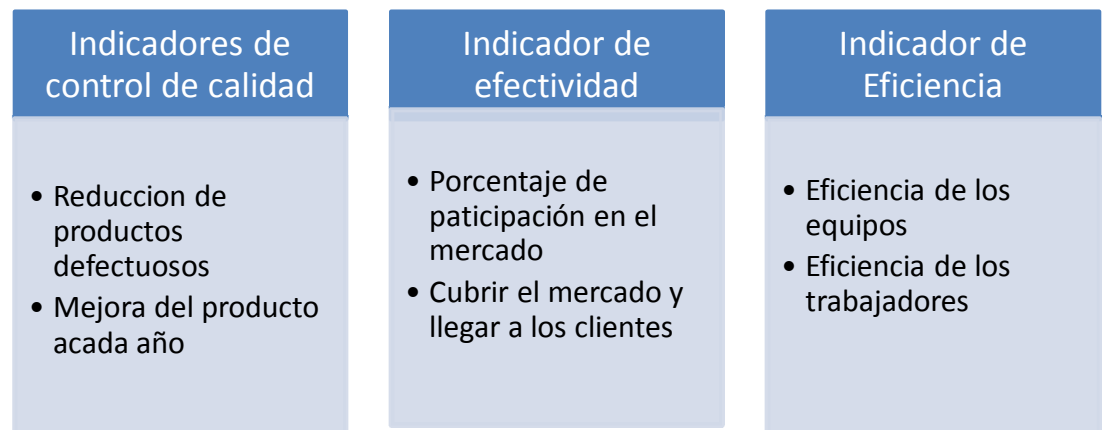 Indicadores de
control de calidad
• Reduccion de
productos
defectuosos
• Mejora del producto
acada año
Indicador de
efectividad
• Porcentaje de
paticipación en el
mercado
• Cubrir el mercado y
llegar a los clientes
Indicador de
Eficiencia
• Eficiencia de los
equipos
• Eficiencia de los
trabajadores